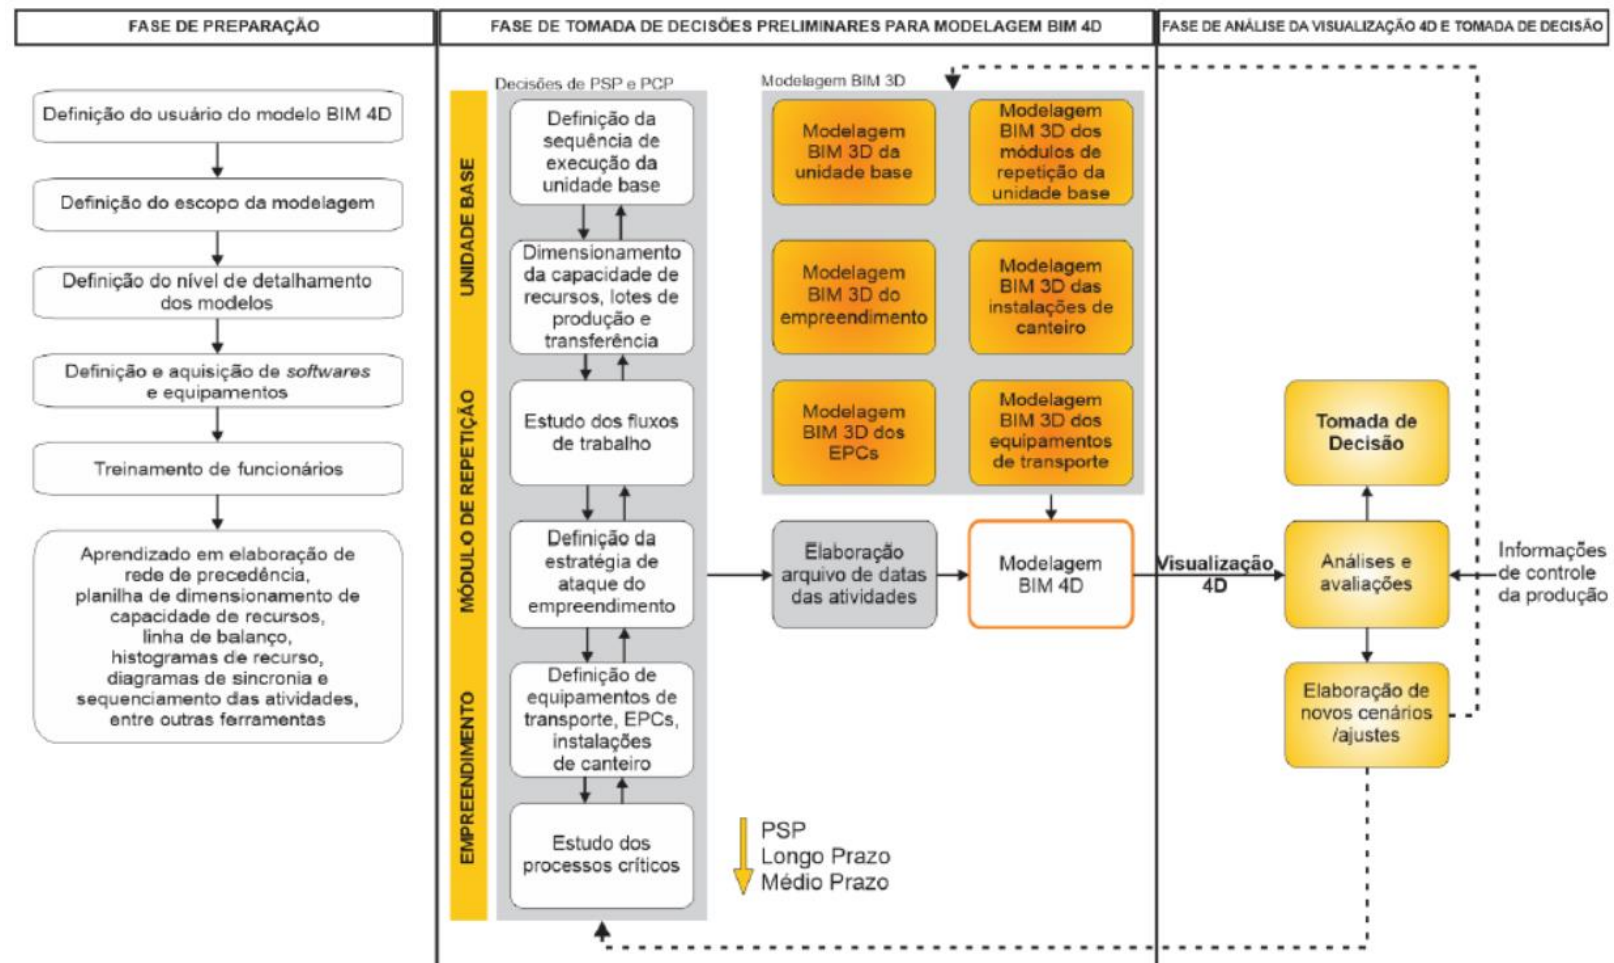 FASE DE PREPARAÇÃO
FASE DE TOMADA DE DECISÕES PRELIMINARES PARA MODELAGEM BIM 4D
FASE DE ANÁLISE DA VISUALIZAÇÃO 4D E TOMADA DE DECISÃO
Definição do usuário do modelo BIM 4D
Definição do escopo da modelagem
Definição do nível de detalhamento
dos modelos
Definição e aquisição de softwares
e equipamentos
Treinamento de funcionários
Aprendizado em elaboração de
rede de precedência,
planilha de dimensionamento de
capacidade de recursos,
linha de balanço,
histogramas de recurso,
diagramas de sincronia e
sequenciamento das atividades,
entre outras ferramentas
UNIDADE BASE
MÓDULO DE REPETIÇÃO
EMPREENDIMENTO
Decisões de PSP e PCP
Definição da
sequência de
execução da
unidade base
Dimensionamento
da capacidade de
recursos, lotes de
produção e
transferência
Estudo dos fluxos
de trabalho
Definição da
estratégia de
ataque do
empreendimento
Definição de
equipamentos de
transporte, EPCs,
instalações
de canteiro
Estudo dos
processos críticos
Modelagem BIM 3D
Modelagem
BIM 3D da
unidade base
Modelagem
BIM 3D dos
módulos de
repetição da
unidade base
Modelagem
BIM 3D do
empreendimento
Modelagem
BIM 3D das
instalações de
canteiro
Modelagem
BIM 3D dos
EPCs
Modelagem
BIM 3D dos
equipamentos
de transporte
Elaboração
arquivo de datas
das atividades
Modelagem
BIM 4D
PSP
Longo Prazo
Médio Prazo
Visualização
4D
Tomada de
Decisão
Análises e
avaliações
Elaboração de
novos cenários
/ajustes
Informações
de controle
da produção